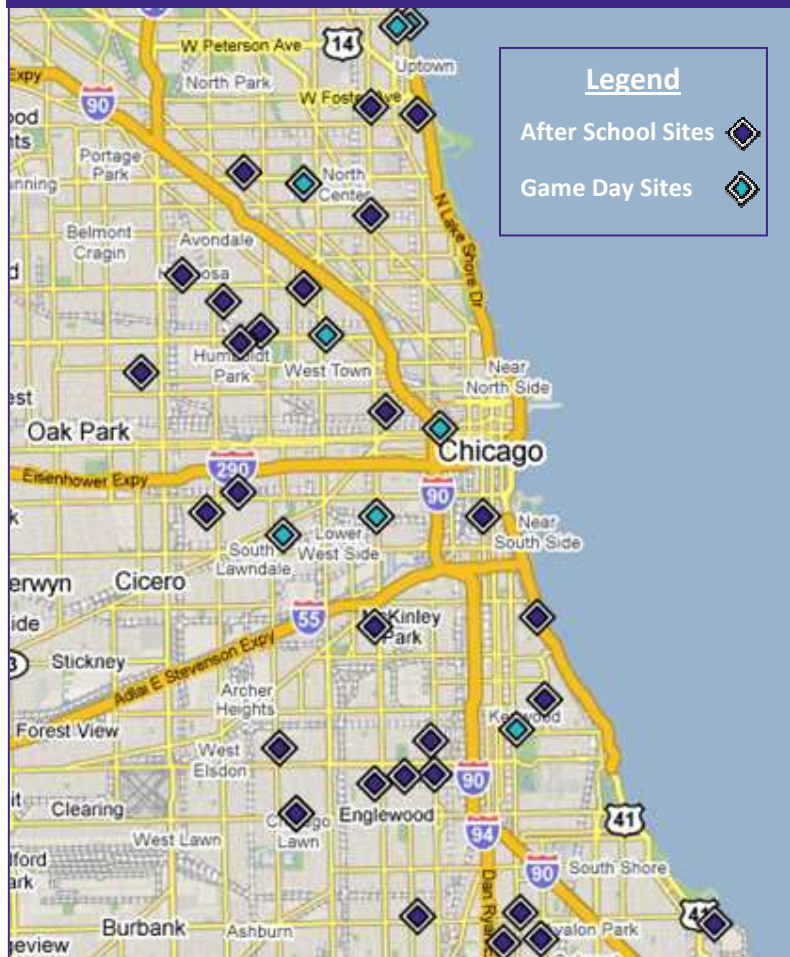 W Peterson Ave
14
Uptown
Expy
North Park
W Foster Ave
90
Legend
After School Sites
Game Day Sites
Portage
Park
North
Center
Belmont
Cragin
Avondale
N Lake Shore Dr
Humboldt
Park
West Town
Near
North Side
Oak Park
Chicago
290
Eisenhower Expy
90
Near
South Side
Lower
West Side
South
Lawndale
Cicero
55
McKinley
Park
Stickney
Adlai E Stevenson Expy
Archer
Heights
Kenwood
Forest View
West
Elsdon
90
Clearing
Englewood
Chicago
Lawn
41
94
West Lawn
90
South Shore
Dan Ryan E
41
Burbank
Ashburn
Avalon Park